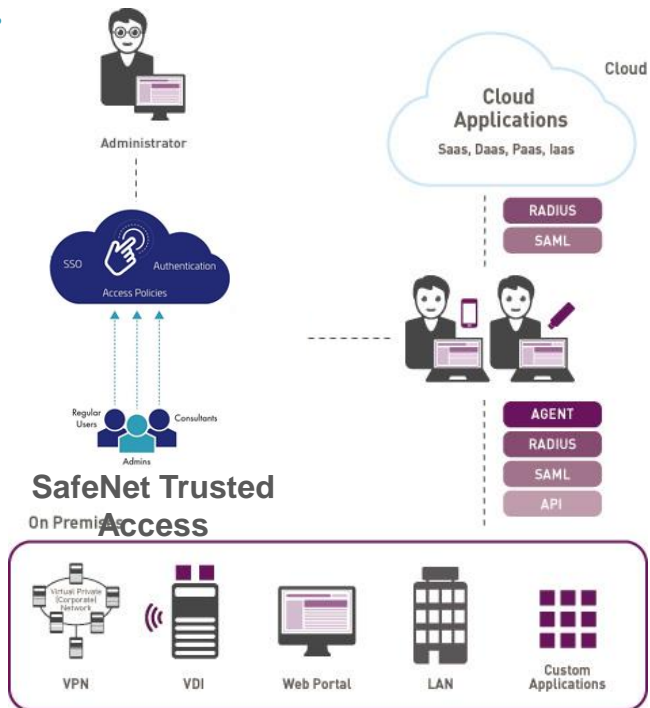 Administrator
SSO
Authentication
Access Policies
Regular
Users
Consultants
Admins
SafeNet Trusted
Access
Cloud
Cloud
Applications
Saas, Daas, Paas, Iaas
RADIUS
SAML
AGENT
RADIUS
SAML
API
On Premises
Virtual Private
(Corporate)
Network
VPN
VDI
Web Portal
LAN
Custom
Applications